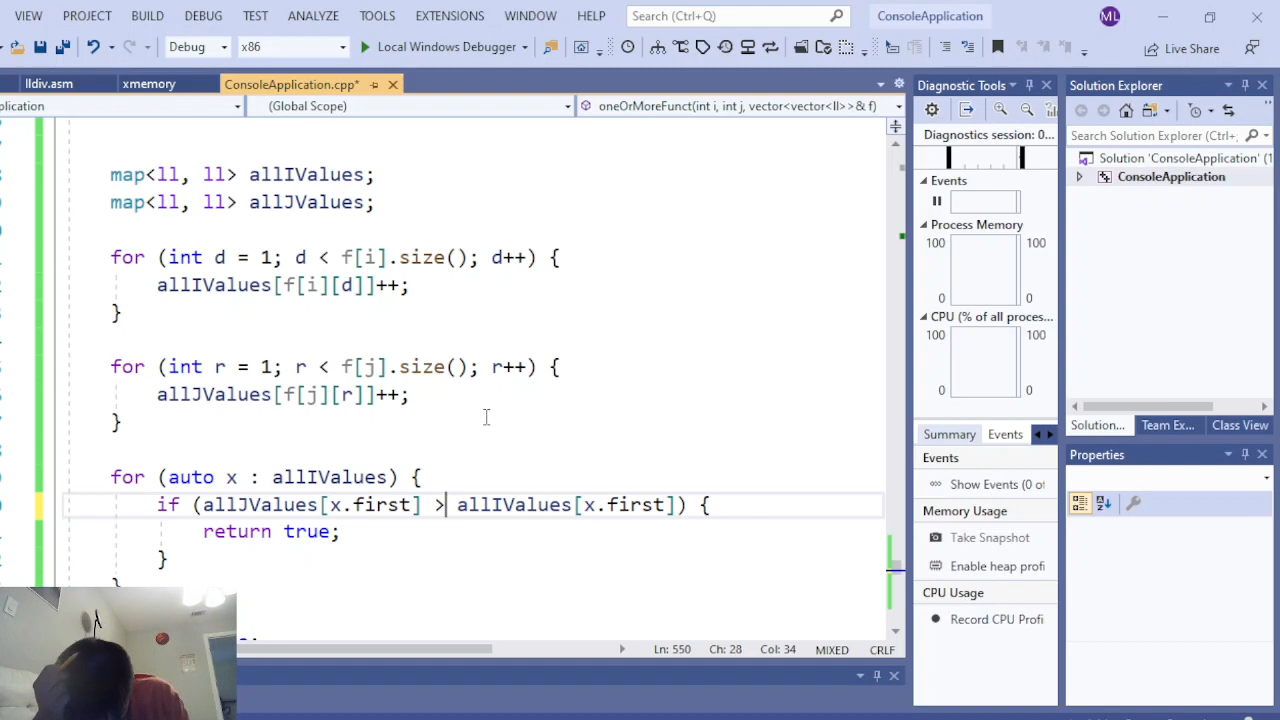 VIEW PROJECT BUILD DEBUG TEST ANALYZE TOOLS EXTENSIONS WINDOW HELP Search (Ctrl+Q) ConsoleApplication ML
Debug x86 Local Windows Debugger Live Share
lldiv.asm xmemory ConsoleApplication.cpp* Diagnostic Tools Solution Explorer
plication (Global Scope) oneOrMoreFunct(int i, int j, vector<vector<ll>>& f)
Search Solution Explorer (Ctrl+;
Diagnostics session: 0...
Solution 'ConsoleApplication' (1
ConsoleApplication
Events
Process Memory
100 100
0 0
CPU (% of all proces...
100 100
0 0
map<ll, ll> allIValues;
map<ll, ll> allJValues;
for (int d = 1; d < f[i].size(); d++) {
allIValues[f[i][d]]++;
}
for (int r = 1; r < f[j].size(); r++) {
allJValues[f[j][r]]++;
}
for (auto x : allIValues) {
if (allJValues[x.first] > allIValues[x.first]) {
return true;
}
Summary Events
Events
Show Events (0 of
Memory Usage
Take Snapshot
Enable heap profi
CPU Usage
Record CPU Profi
Solution... Team Ex... Class View
Properties
Ln: 550 Ch: 28 Col: 34 MIXED CRLF